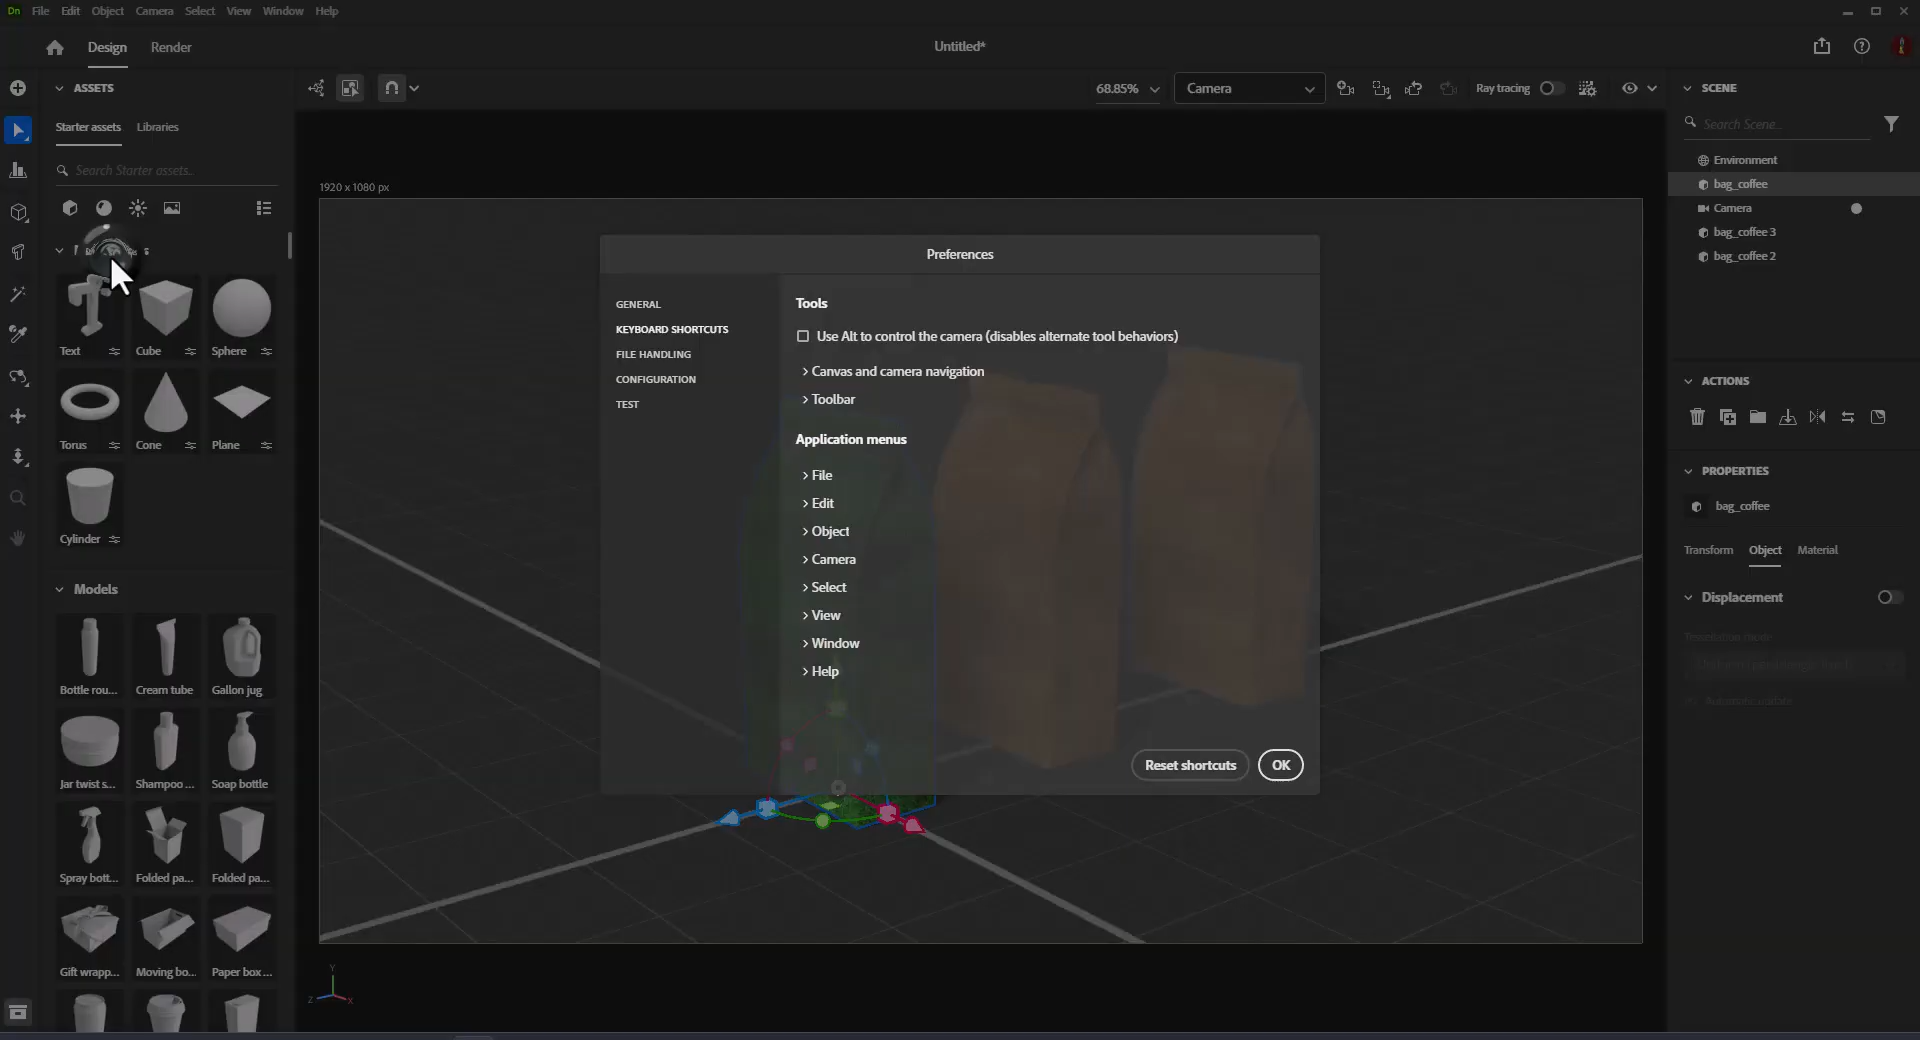 Dn File Edit Object Camera Select View Window Help
Design Render Untitled*
ASSETS
Starter assets Libraries
Search Starter assets...
Text Cube Sphere
Torus Cone Plane
Cylinder
Models
Bottle rou... Cream tube Gallon jug
Jar twist s... Shampoo ... Soap bottle
Spray bott... Folded pa... Folded pa...
Gift wrapp... Moving bo... Paper box ...
68.85% Camera Ray tracing
1920 x 1080 px
Preferences
GENERAL
KEYBOARD SHORTCUTS
FILE HANDLING
CONFIGURATION
TEST
Tools
Use Alt to control the camera (disables alternate tool behaviors)
Canvas and camera navigation
Toolbar
Application menus
File
Edit
Object
Camera
Select
View
Window
Help
Reset shortcuts OK
Y
Z X
SCENE
Search Scene...
Environment
bag_coffee
Camera
bag_coffee 3
bag_coffee 2
ACTIONS
PROPERTIES
bag_coffee
Transform Object Material
Displacement
Tesselation mode
Automatic update